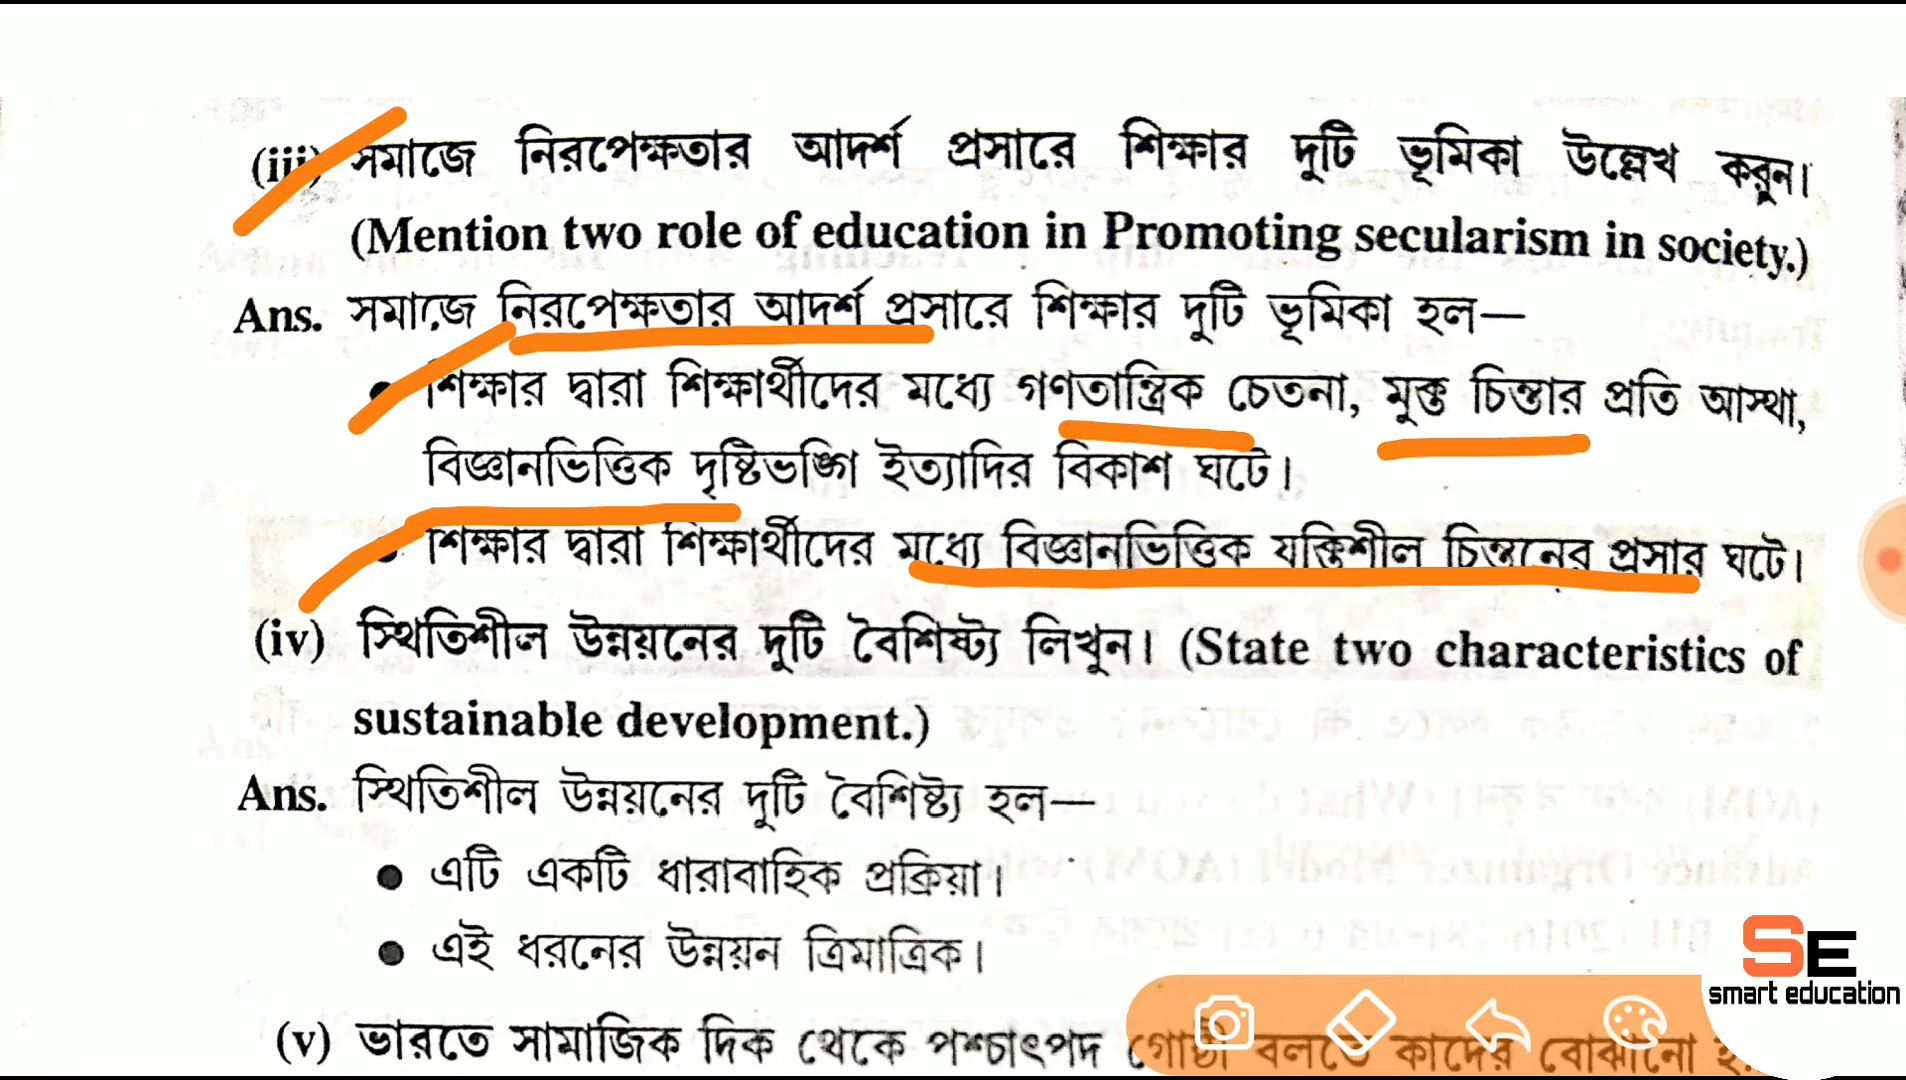 (iii) সমাজে নিরপেক্ষতার আদর্শ প্রসারে শিক্ষার দুটি ভূমিকা উল্লেখ করুন।
(Mention two role of education in Promoting secularism in society.)
Ans. সমাজে নিরপেক্ষতার আদর্শ প্রসারে শিক্ষার দুটি ভূমিকা হল—
● শিক্ষার দ্বারা শিক্ষার্থীদের মধ্যে গণতান্ত্রিক চেতনা, মুক্ত চিন্তার প্রতি আস্থা,
বিজ্ঞানভিত্তিক দৃষ্টিভঙ্গি ইত্যাদির বিকাশ ঘটে।
● শিক্ষার দ্বারা শিক্ষার্থীদের মধ্যে বিজ্ঞানভিত্তিক যুক্তিশীল চিন্তনের প্রসার ঘটে।
(iv) স্থিতিশীল উন্নয়নের দুটি বৈশিষ্ট্য লিখুন। (State two characteristics of
sustainable development.)
Ans. স্থিতিশীল উন্নয়নের দুটি বৈশিষ্ট্য হল—
● এটি একটি ধারাবাহিক প্রক্রিয়া।
● এই ধরনের উন্নয়ন ত্রিমাত্রিক।
SE
smart education
(v) ভারতে সামাজিক দিক থেকে পশ্চাৎপদ গোষ্ঠী বলতে কাদের বোঝানো